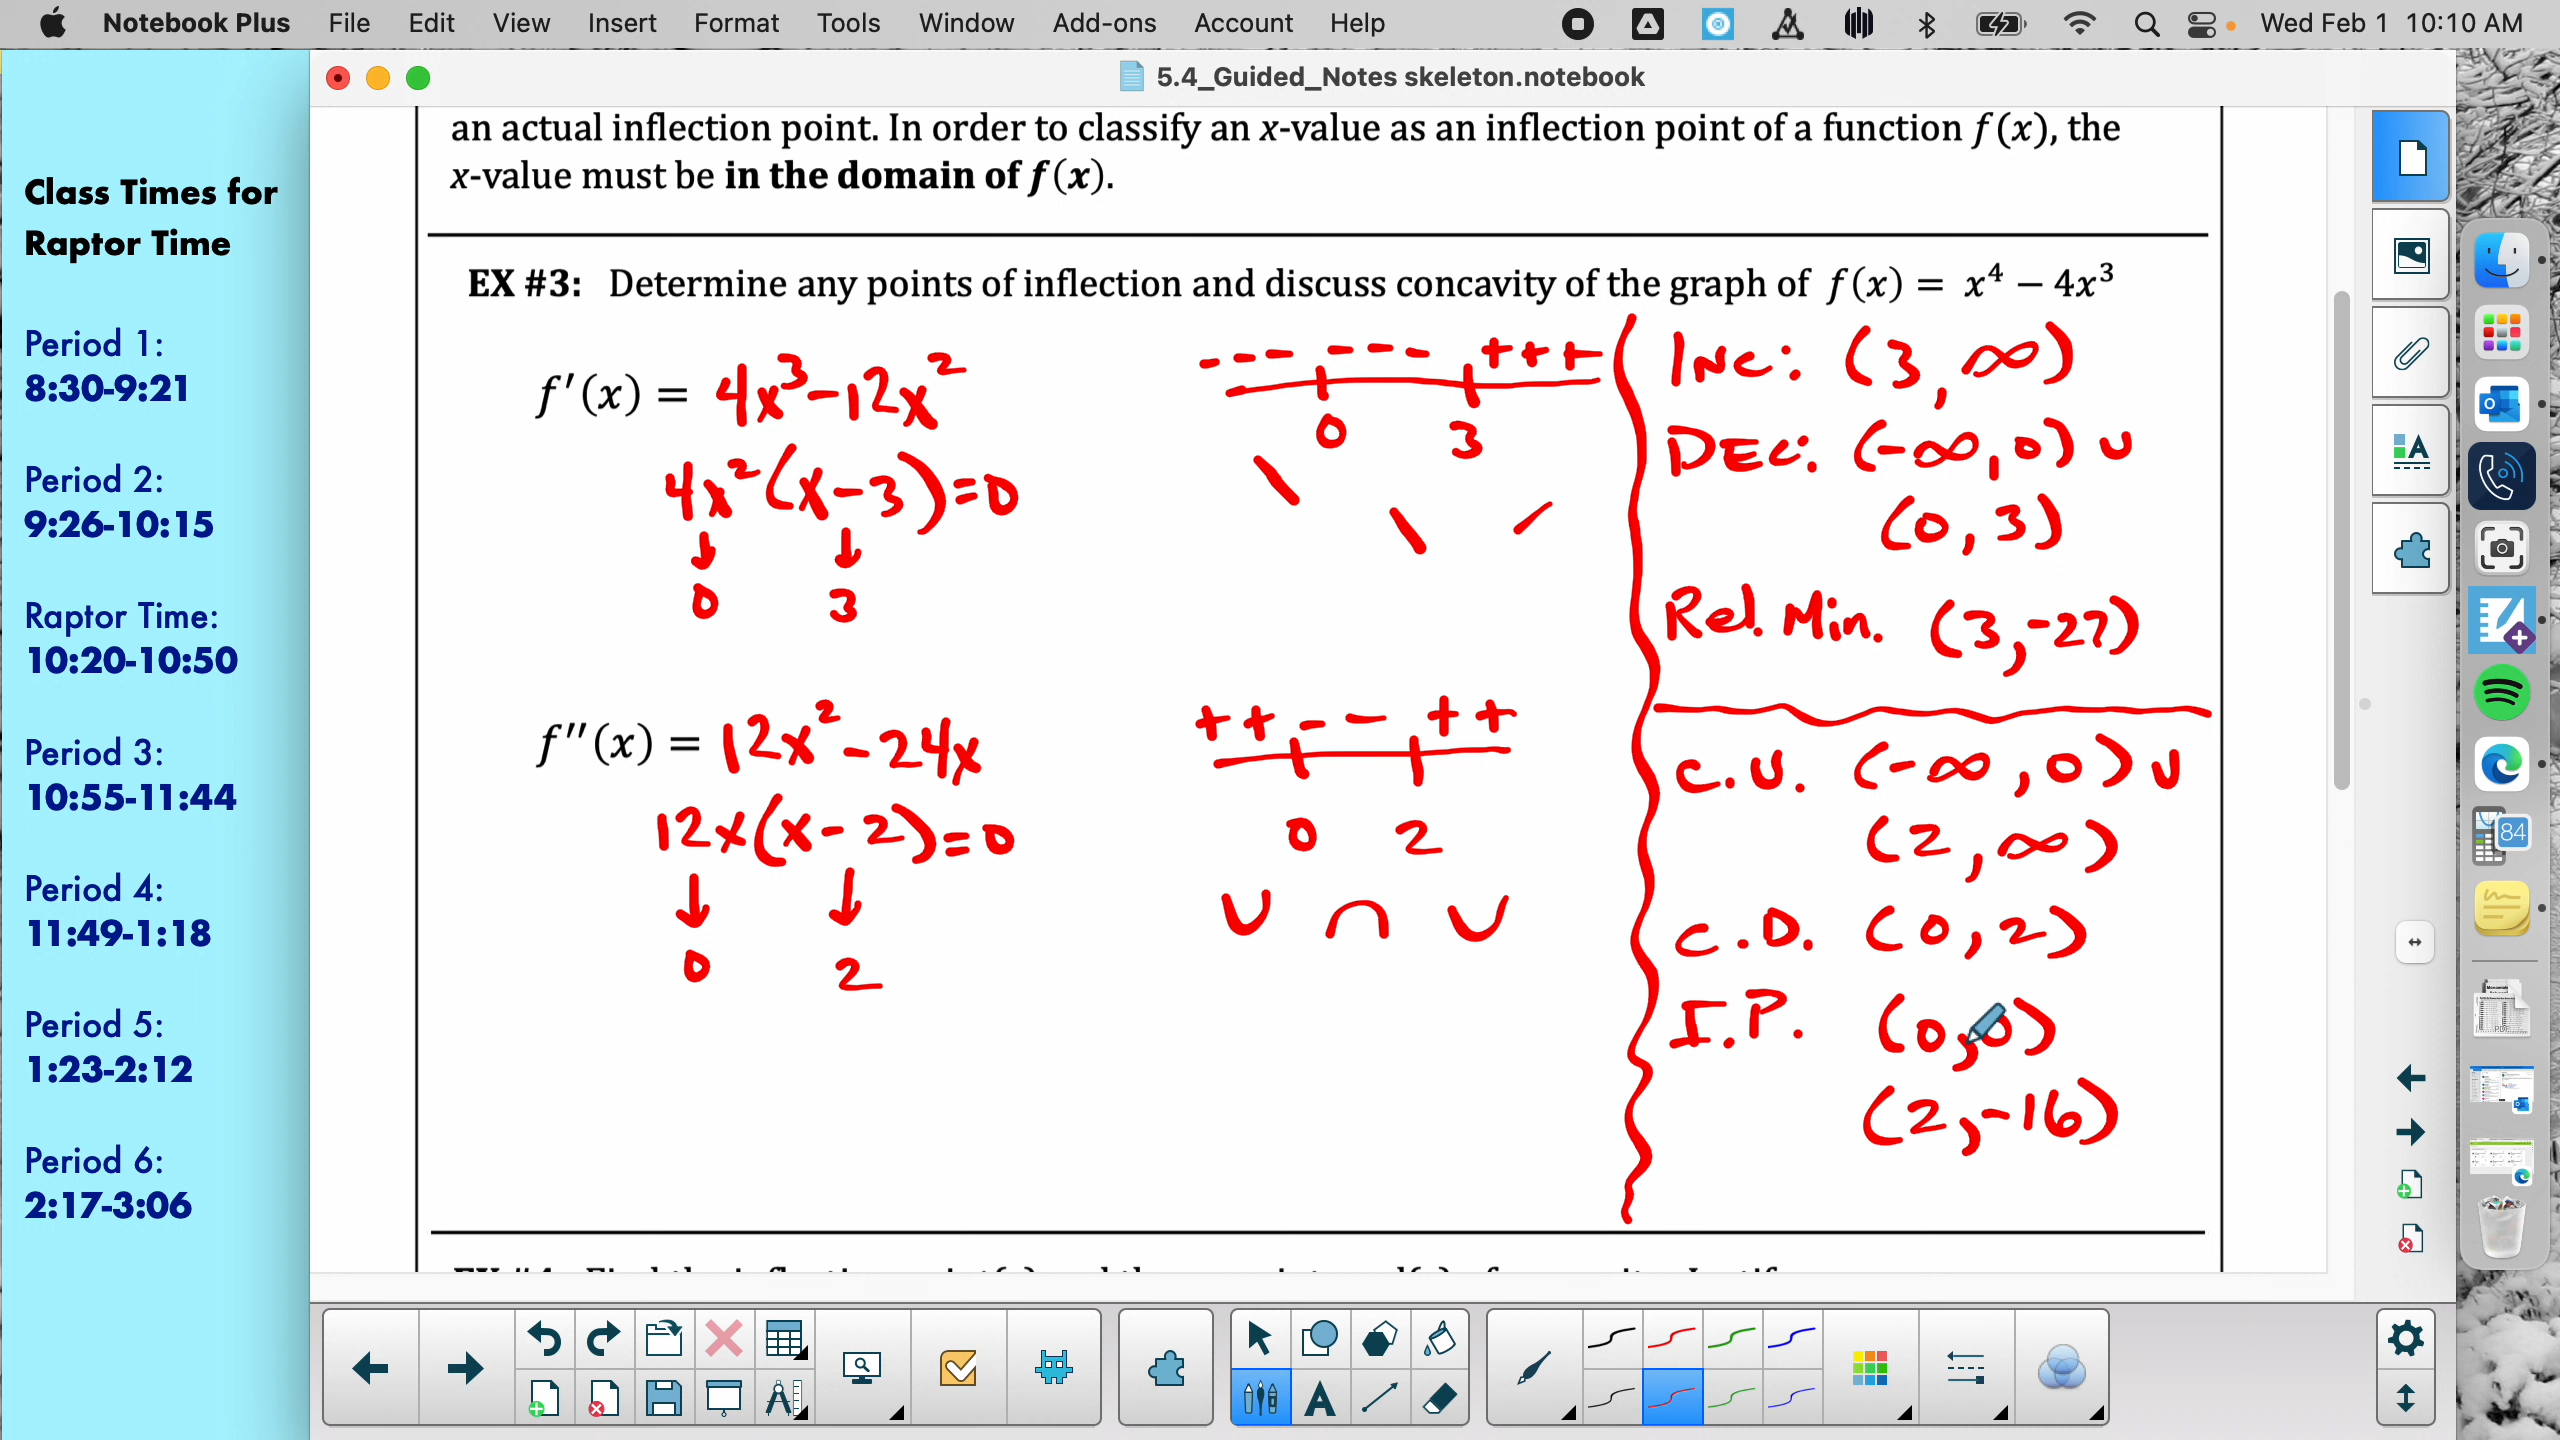 Notebook Plus File Edit View Insert Format Tools Window Add-ons Account Help Wed Feb 1 10:10 AM
5.4_Guided_Notes skeleton.notebook
Class Times for
Raptor Time
Period 1:
8:30-9:21
Period 2:
9:26-10:15
Raptor Time:
10:20-10:50
Period 3:
10:55-11:44
Period 4:
11:49-1:18
Period 5:
1:23-2:12
Period 6:
2:17-3:06
an actual inflection point. In order to classify an x-value as an inflection point of a function f(x), the
x-value must be in the domain of f(x).
EX #3: Determine any points of inflection and discuss concavity of the graph of f(x) = x⁴ − 4x³
f′(x) = 4x³-12x²
4x²(x-3)=0
↓ ↓
0 3
--- --- +++
0 3
f″(x) = 12x²-24x
12x(x-2)=0
↓ ↓
0 2
++ -- ++
0 2
∪ ∩ ∪
INC: (3, ∞)
DEC: (-∞, 0) ∪
(0, 3)
Rel. Min. (3, -27)
C.U. (-∞, 0) ∪
(2, ∞)
C.D. (0, 2)
I.P. (0, 0)
(2, -16)
84